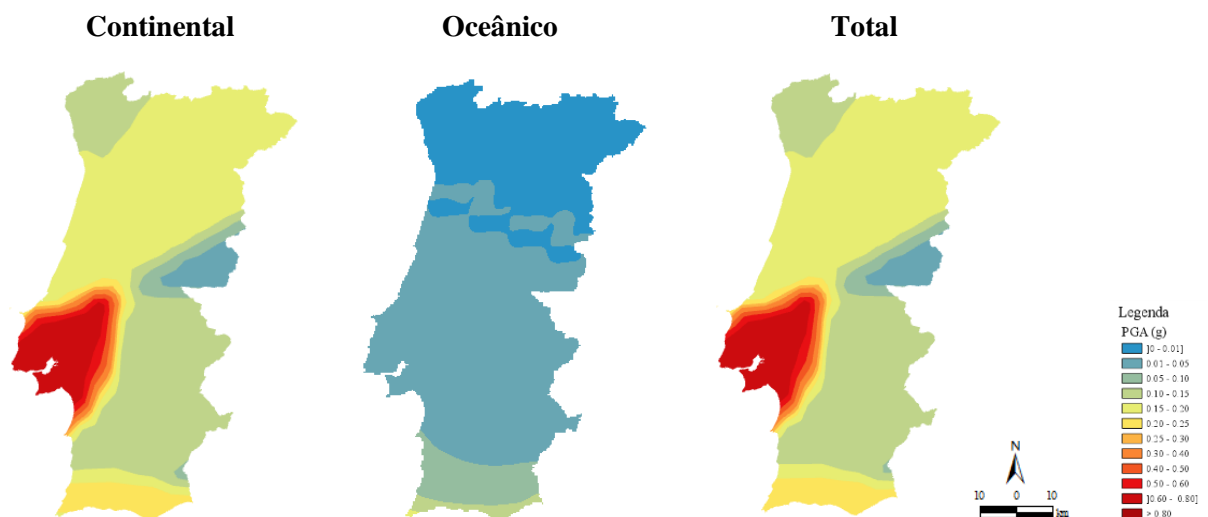 Continental
Oceânico
Total
Legenda
PGA (g)
]0 - 0.01]
0.01 - 0.05
0.05 - 0.10
0.10 - 0.15
0.15 - 0.20
0.20 - 0.25
0.25 - 0.30
0.30 - 0.40
0.40 - 0.50
0.50 - 0.60
]0.60 - 0.80]
> 0.80
N
10 0 10
km